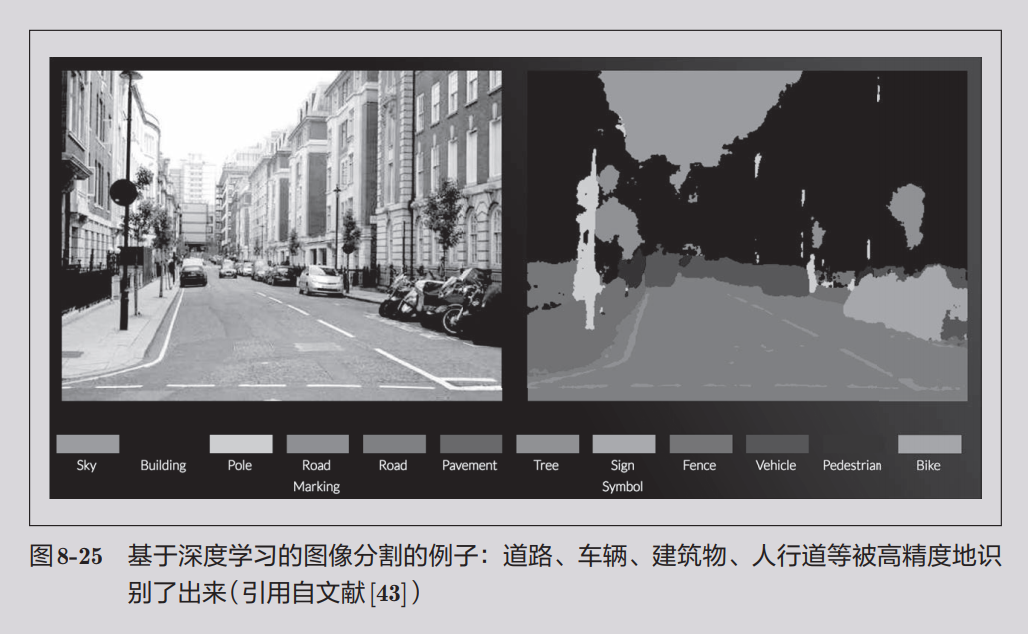 Sky Building Pole Road Road Pavement Tree Sign Fence Vehicle Pedestrian Bike
Marking Symbol
图8-25 基于深度学习的图像分割的例子：道路、车辆、建筑物、人行道等被高精度地识
别了出来（引用自文献[43]）